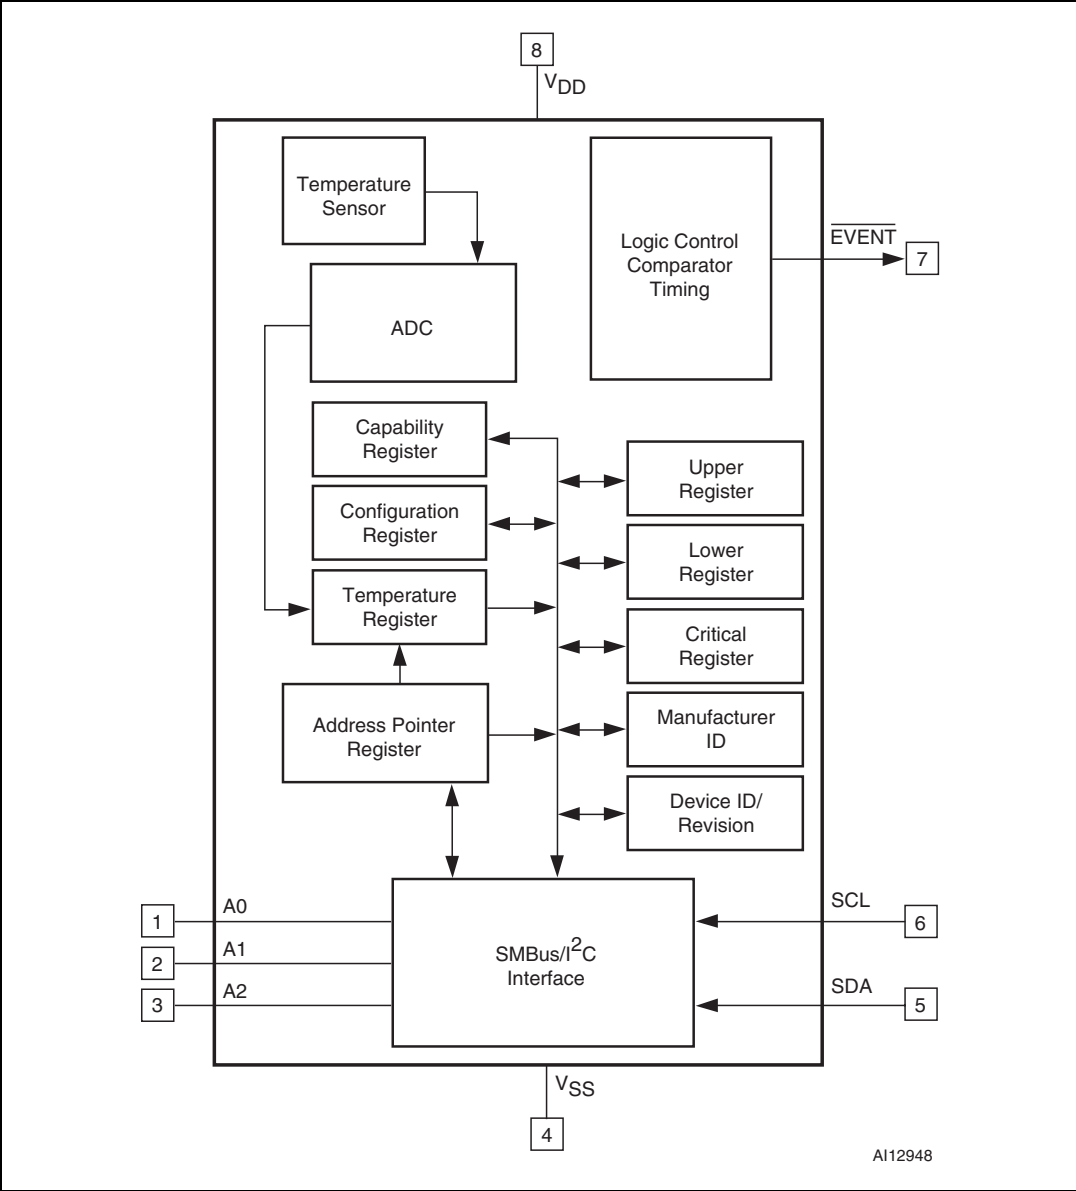 8
VDD
Temperature
Sensor
Logic Control
Comparator
Timing
EVENT
7
ADC
Capability
Register
Configuration
Register
Temperature
Register
Address Pointer
Register
Upper
Register
Lower
Register
Critical
Register
Manufacturer
ID
Device ID/
Revision
1
A0
2
A1
3
A2
SMBus/I2C
Interface
SCL
6
SDA
5
VSS
4
AI12948